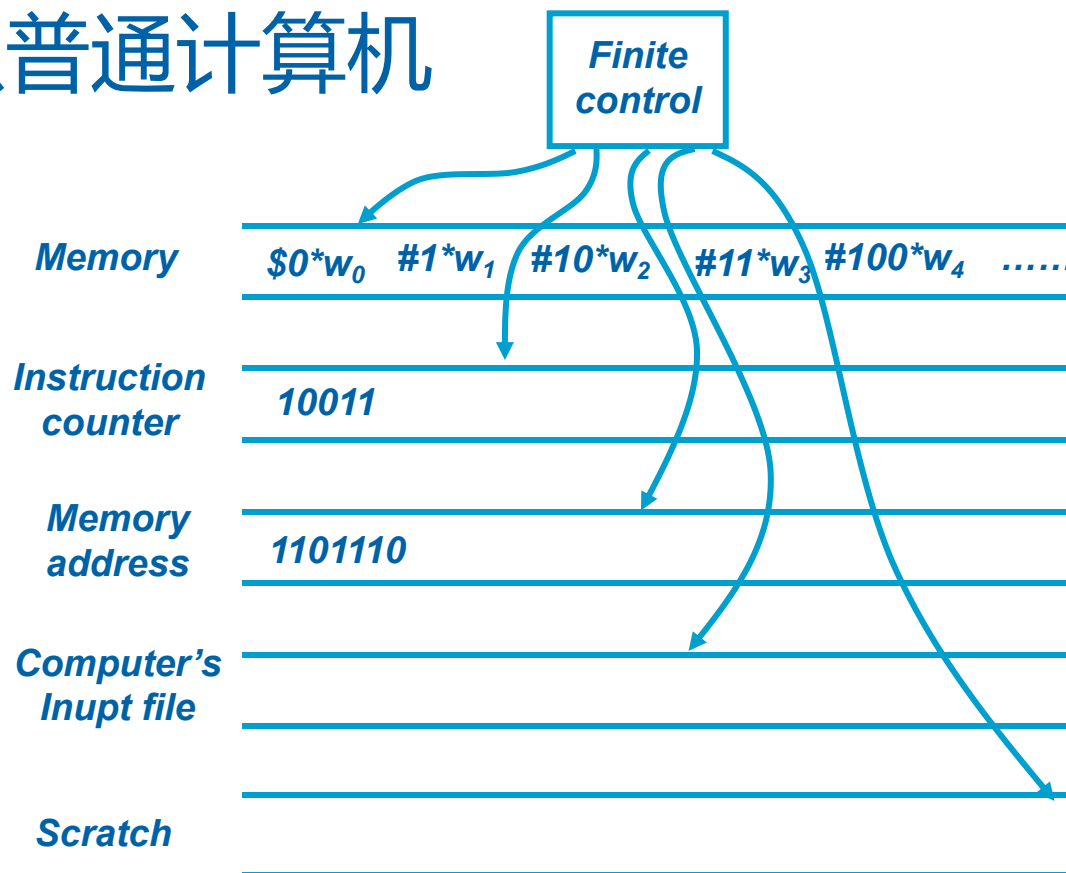 普通计算机
Finite
control
Memory
$0*w₀ #1*w₁ #10*w₂ #11*w₃ #100*w₄ ......
Instruction
counter
10011
Memory
address
1101110
Computer's
Inupt file
Scratch